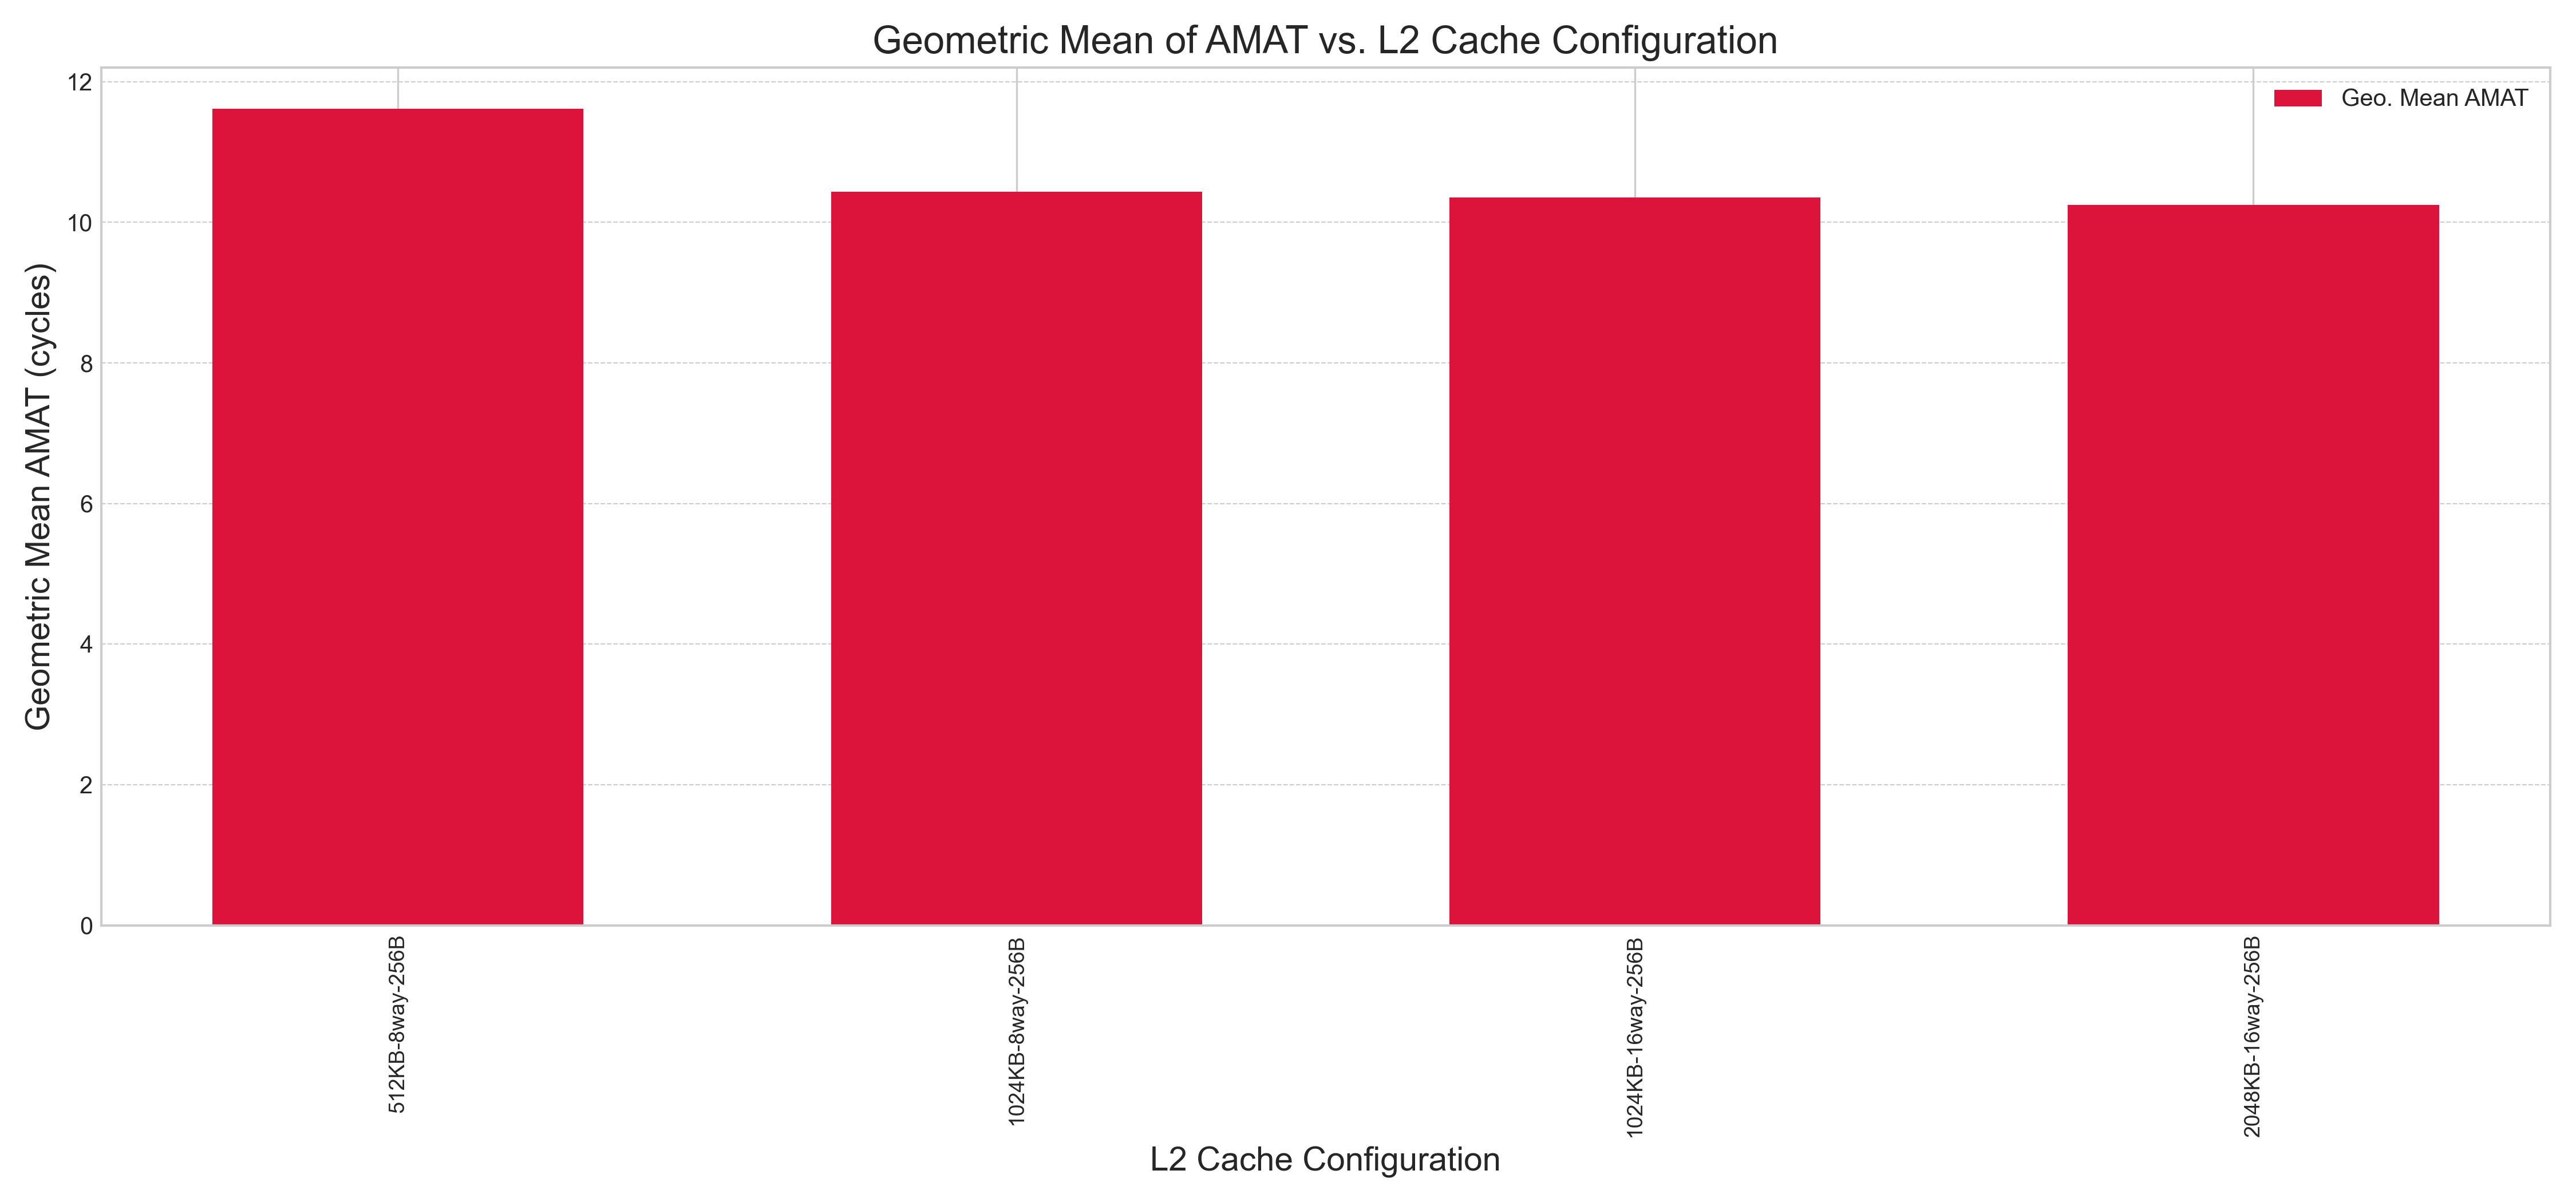 Geometric Mean of AMAT vs. L2 Cache Configuration
Geo. Mean AMAT
Geometric Mean AMAT (cycles)
12
10
8
6
4
2
0
512KB-8way-256B
1024KB-8way-256B
1024KB-16way-256B
2048KB-16way-256B
L2 Cache Configuration